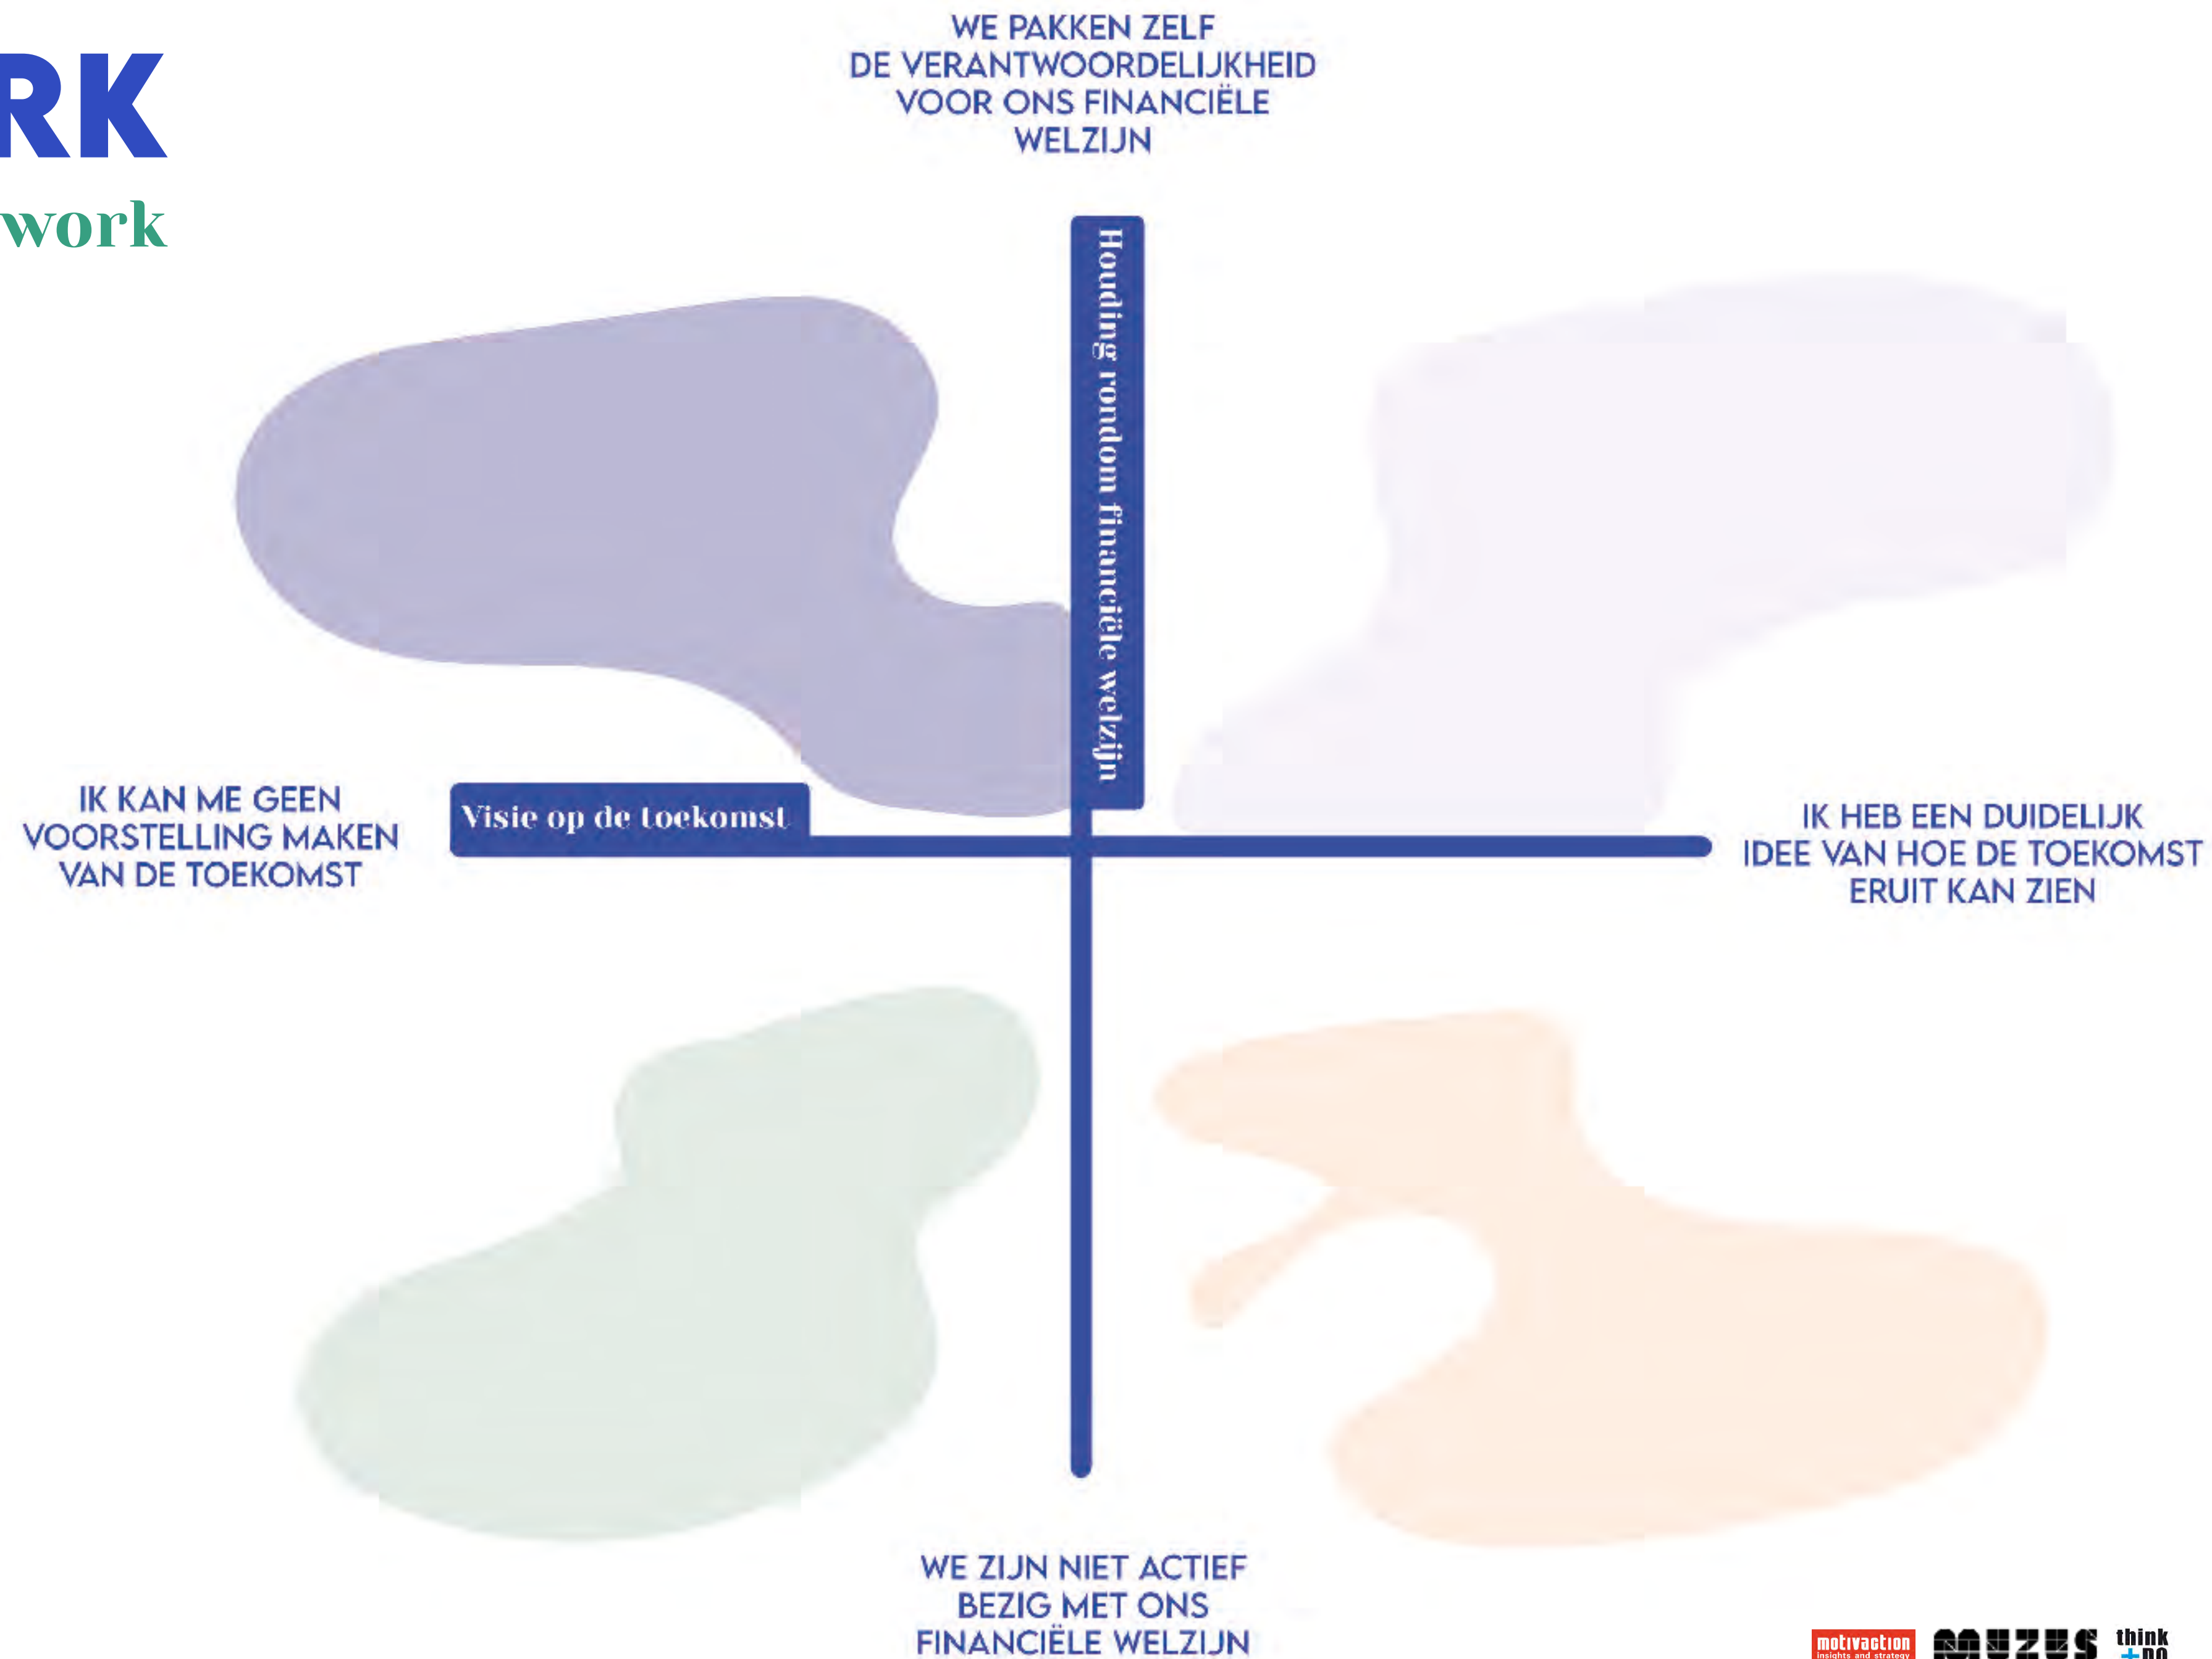 WE PAKKEN ZELF
DE VERANTWOORDELIJKHEID
VOOR ONS FINANCIËLE
WELZIJN
RK
work
Houding rondom financiële welzijn
IK KAN ME GEEN
VOORSTELLING MAKEN
VAN DE TOEKOMST
Visie op de toekomst
IK HEB EEN DUIDELIJK
IDEE VAN HOE DE TOEKOMST
ERUIT KAN ZIEN
WE ZIJN NIET ACTIEF
BEZIG MET ONS
FINANCIËLE WELZIJN
motivaction
insights and strategy
MUZUS
think
+DO